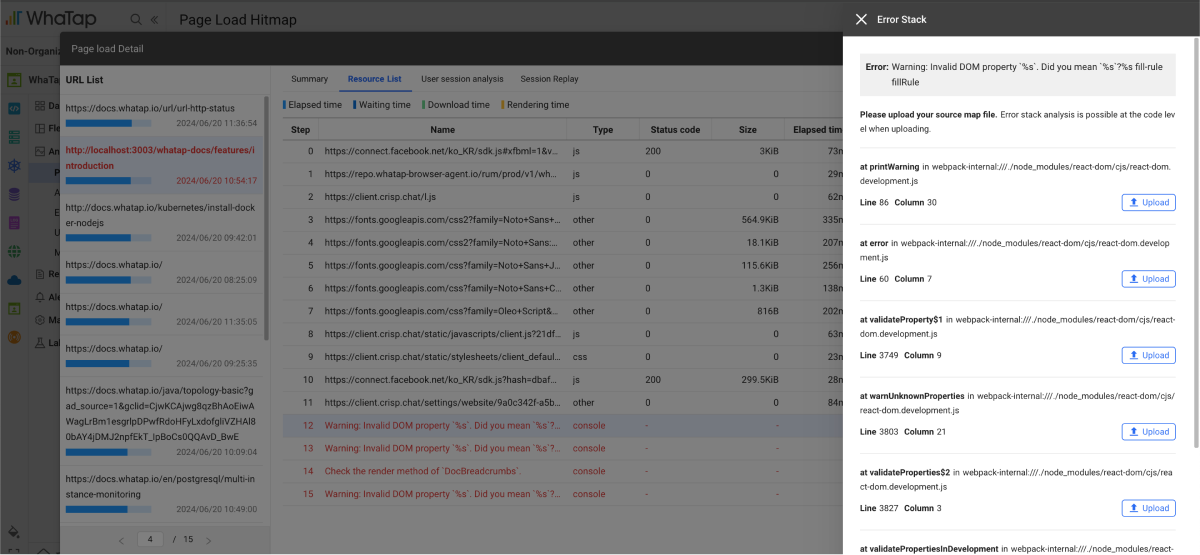 WhaTap
Page Load Hitmap
Non-Organiz
WhaTa
Page load Detail
URL List
https://docs.whatap.io/url/url-http-status
2024/06/20 11:36:54
http://localhost:3003/whatap-docs/features/i
ntroduction
2024/06/20 10:54:17
http://docs.whatap.io/kubernetes/install-dock
er-nodejs
2024/06/20 09:42:01
https://docs.whatap.io/
2024/06/20 08:25:09
https://docs.whatap.io/
2024/06/20 11:35:05
https://docs.whatap.io/
2024/06/20 09:25:35
https://docs.whatap.io/java/topology-basic?g
ad_source=1&gclid=CjwKCAjwg8qzBhAoEiwA
WagLrBm1esgrlpDPwfRdoHFyLxdofgIiVZHAl8
0bAY4jDMJ2npfEkT_IpBoCs0QQAvD_BwE
2024/06/20 10:09:04
https://docs.whatap.io/en/postgresql/multi-in
stance-monitoring
2024/06/20 10:49:00
4 / 15
Summary Resource List User session analysis Session Replay
Elapsed time Waiting time Download time Rendering time
Step Name Type Status code Size Elapsed time
0 https://connect.facebook.net/ko_KR/sdk.js#xfbml=1&v... js 200 3KiB 73m
1 https://repo.whatap-browser-agent.io/rum/prod/v1/wh... js 0 0 29m
2 https://client.crisp.chat/l.js js 0 0 62m
3 https://fonts.googleapis.com/css2?family=Noto+Sans+... other 0 564.9KiB 335m
4 https://fonts.googleapis.com/css2?family=Noto+Sans:... other 0 18.1KiB 207m
5 https://fonts.googleapis.com/css?family=Noto+Sans+J... other 0 115.6KiB 256m
6 https://fonts.googleapis.com/css?family=Noto+Sans+C... other 0 1.3KiB 138m
7 https://fonts.googleapis.com/css?family=Oleo+Script&... other 0 816B 202m
8 https://client.crisp.chat/static/javascripts/client.js?21df... js 0 0 23m
9 https://client.crisp.chat/static/stylesheets/client_defaul... css 0 0 63m
10 https://connect.facebook.net/ko_KR/sdk.js?hash=dbaf... js 200 299.5KiB 28m
11 https://client.crisp.chat/settings/website/9a0c342f-a5b... other 0 0 84m
12 Warning: Invalid DOM property `%s`. Did you mean `%s`?... console - -
13 Warning: Invalid DOM property `%s`. Did you mean `%s`?... console - -
14 Check the render method of `DocBreadcrumbs`. console - -
15 Warning: Invalid DOM property `%s`. Did you mean `%s`?... console - -
Error Stack
Error: Warning: Invalid DOM property `%s`. Did you mean `%s`?%s fill-rule
fillRule
Please upload your source map file. Error stack analysis is possible at the code lev
el when uploading.
at printWarning in webpack-internal:///./node_modules/react-dom/cjs/react-dom.
development.js
Line 86 Column 30 Upload
at error in webpack-internal:///./node_modules/react-dom/cjs/react-dom.develop
ment.js
Line 60 Column 7 Upload
at validateProperty$1 in webpack-internal:///./node_modules/react-dom/cjs/react-
dom.development.js
Line 3749 Column 9 Upload
at warnUnknownProperties in webpack-internal:///./node_modules/react-dom/cjs/
react-dom.development.js
Line 3803 Column 21 Upload
at validateProperties$2 in webpack-internal:///./node_modules/react-dom/cjs/rea
ct-dom.development.js
Line 3827 Column 3 Upload
at validatePropertiesInDevelopment in webpack-internal:///./node_modules/react-